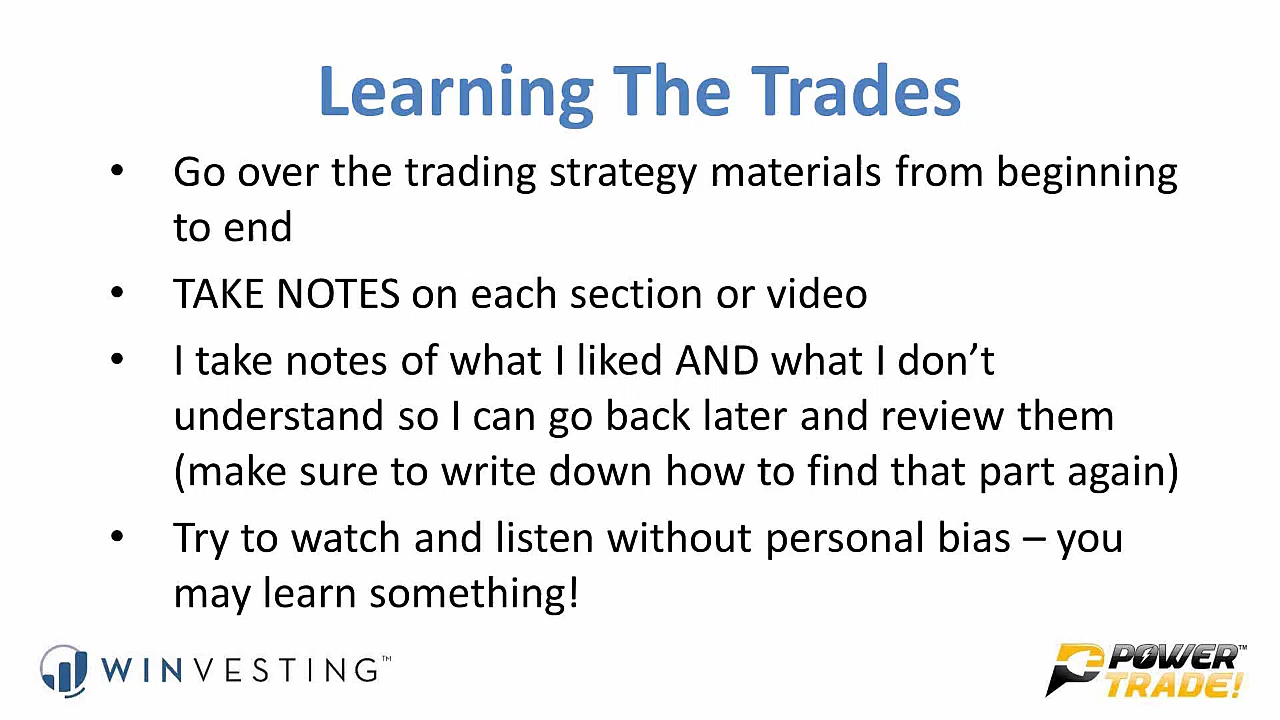 Learning The Trades
• Go over the trading strategy materials from beginning
to end
• TAKE NOTES on each section or video
• I take notes of what I liked AND what I don’t
understand so I can go back later and review them
(make sure to write down how to find that part again)
• Try to watch and listen without personal bias – you
may learn something!
WINVESTING™
POWER™
TRADE!